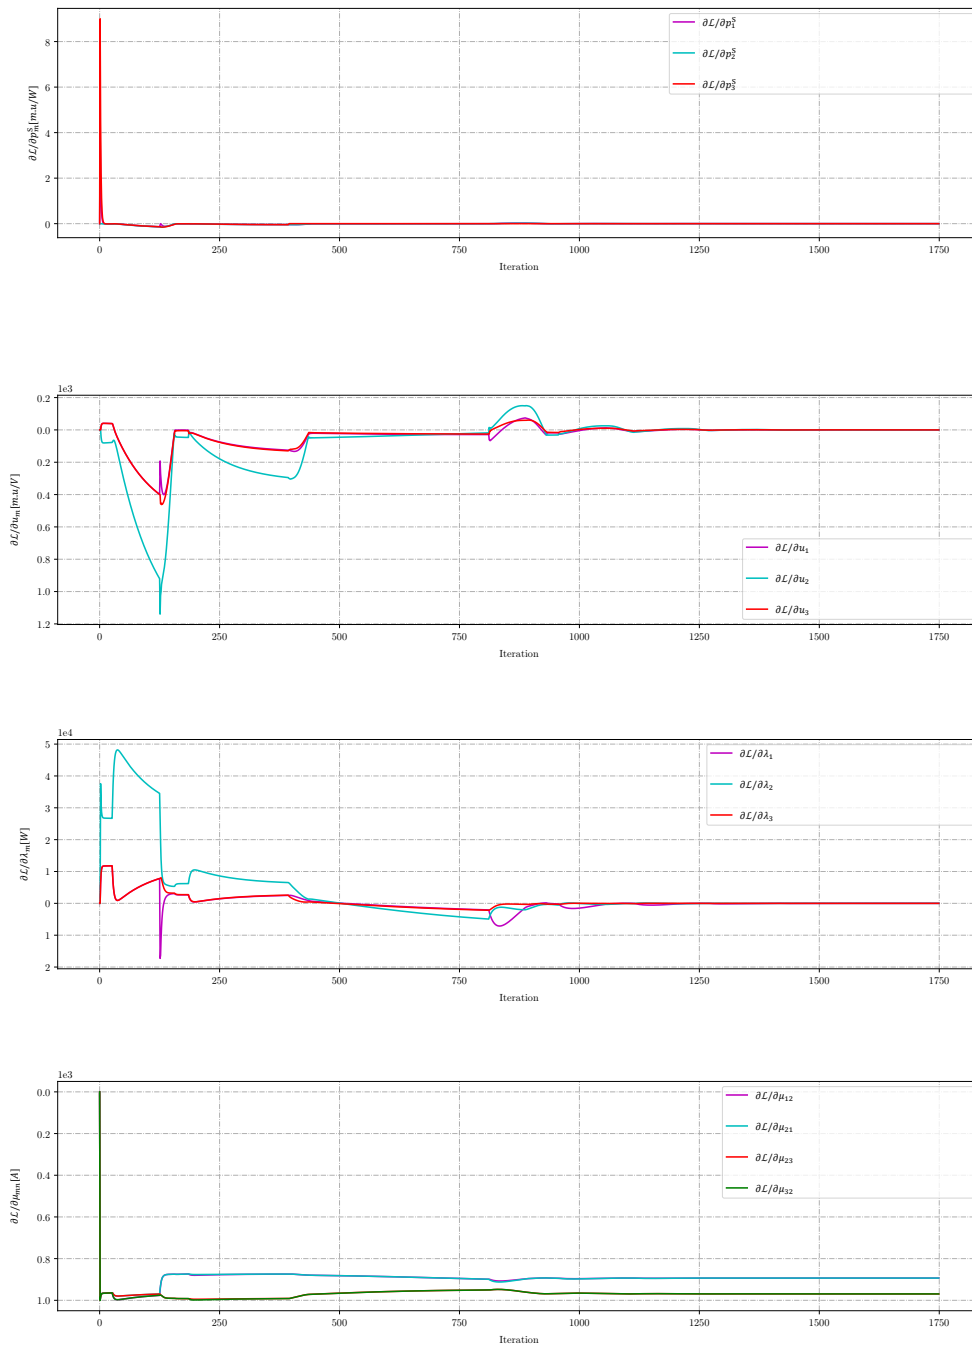 ∂ℒ/∂p₁ˢ
∂ℒ/∂p₂ˢ
∂ℒ/∂p₃ˢ
∂ℒ/∂pₘˢ[m.u/W]
8
6
4
2
0
0 250 500 750 1000 1250 1500 1750
Iteration
1e3
∂ℒ/∂uₘ[m.u/V]
0.2
0.0
0.2
0.4
0.6
0.8
1.0
1.2
∂ℒ/∂u₁
∂ℒ/∂u₂
∂ℒ/∂u₃
0 250 500 750 1000 1250 1500 1750
Iteration
1e4
∂ℒ/∂λₘ[W]
5
4
3
2
1
0
1
2
∂ℒ/∂λ₁
∂ℒ/∂λ₂
∂ℒ/∂λ₃
0 250 500 750 1000 1250 1500 1750
Iteration
1e3
∂ℒ/∂μₘₙ[A]
0.0
0.2
0.4
0.6
0.8
1.0
∂ℒ/∂μ₁₂
∂ℒ/∂μ₂₁
∂ℒ/∂μ₂₃
∂ℒ/∂μ₃₂
0 250 500 750 1000 1250 1500 1750
Iteration